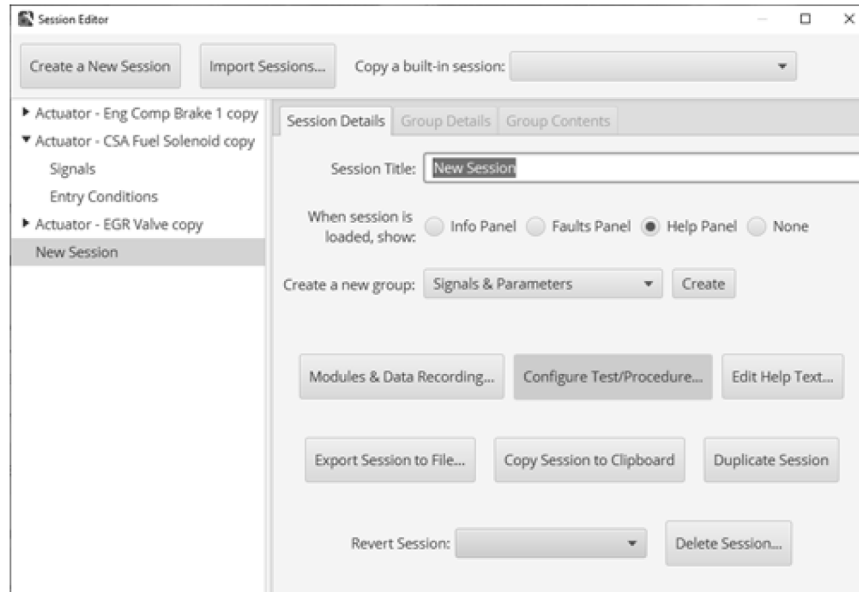 Session Editor
Create a New Session
Import Sessions...
Copy a built-in session:
Actuator - Eng Comp Brake 1 copy
Actuator - CSA Fuel Solenoid copy
Signals
Entry Conditions
Actuator - EGR Valve copy
New Session
Session Details
Group Details
Group Contents
Session Title:
New Session
When session is
loaded, show:
Info Panel
Faults Panel
Help Panel
None
Create a new group:
Signals & Parameters
Create
Modules & Data Recording...
Configure Test/Procedure...
Edit Help Text...
Export Session to File...
Copy Session to Clipboard
Duplicate Session
Revert Session:
Delete Session...